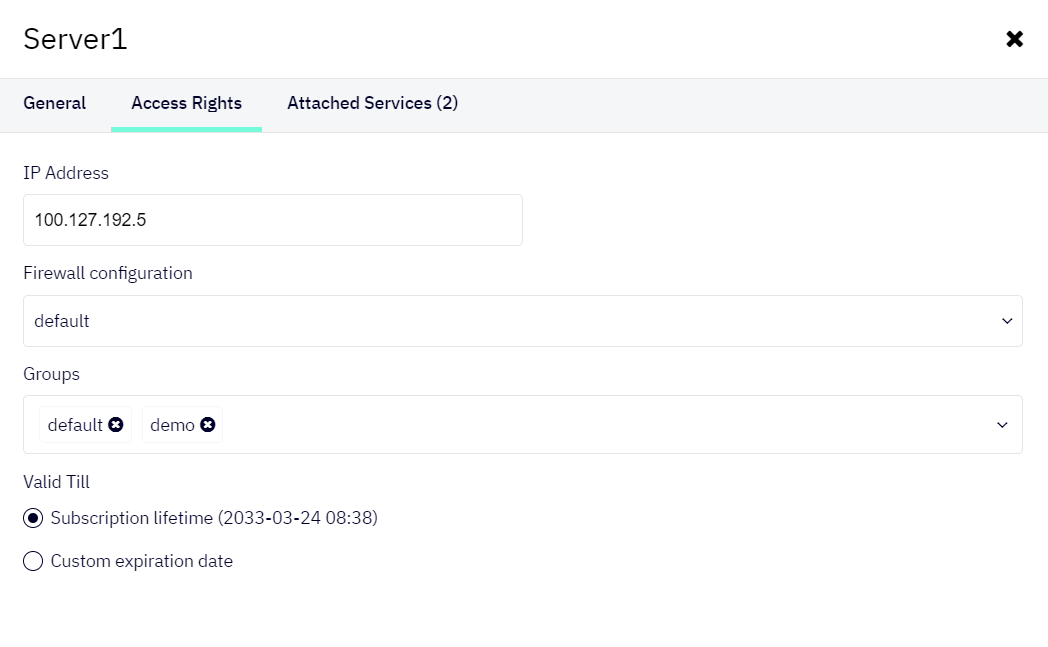 Server1
General Access Rights Attached Services (2)
IP Address
100.127.192.5
Firewall configuration
default
Groups
default demo
Valid Till
Subscription lifetime (2033-03-24 08:38)
Custom expiration date